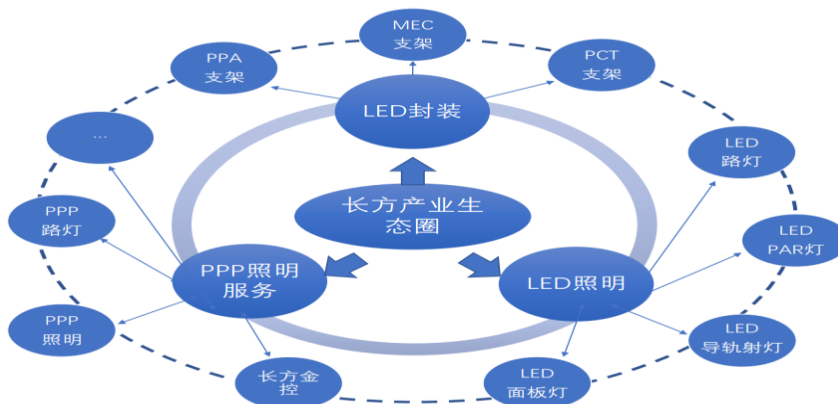 MEC
支架
PPA
支架
PCT
支架
LED封装
...
LED
路灯
长方产业生
态圈
PPP
路灯
LED
PAR灯
PPP照明
服务
LED照明
PPP
照明
LED
导轨射灯
长方金
控
LED
面板灯